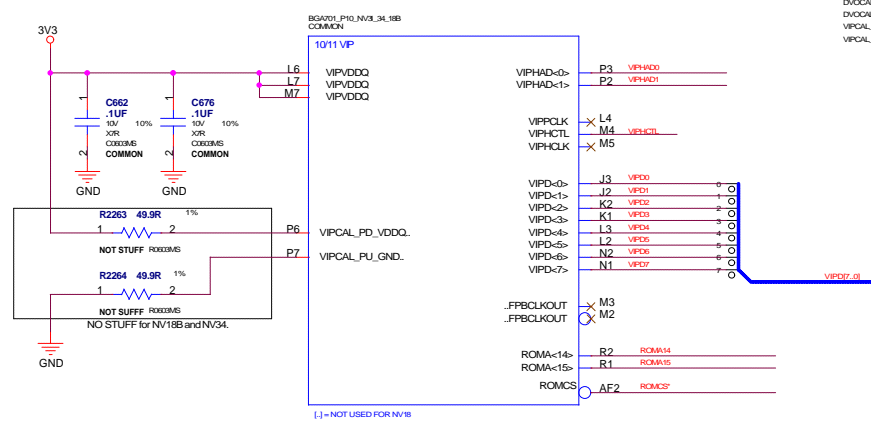 DVOCAL
DVOCAL
VIPCAL_
VIPCAL_
BGA701_P10_NV31_34_18B
COMMON
3V3
10/11 VIP
L6 VIPVDDQ
L7 VIPVDDQ
M7 VIPVDDQ
VIPHAD<0> P3 VIPHAD0
VIPHAD<1> P2 VIPHAD1
1 C662 1 C676
.1UF .1UF
10V 10% 10V 10%
X7R X7R
C0603MS C0603MS
2 COMMON 2 COMMON
GND GND
VIPPCLK L4
VIPHCTL M4 VIPHCTL
VIPHCLK M5
VIPD<0> J3 VIPD0 0
VIPD<1> J2 VIPD1 1
VIPD<2> K2 VIPD2 2
VIPD<3> K1 VIPD3 3
VIPD<4> L3 VIPD4 4
VIPD<5> L2 VIPD5 5
VIPD<6> N2 VIPD6 6
VIPD<7> N1 VIPD7 7
VIPD[7..0]
R2263 49.9R 1%
1 2 P6 VIPCAL_PD_VDDQ..
NOT STUFF R0603MS
P7 VIPCAL_PU_GND..
R2264 49.9R 1%
1 2
NOT SUFFF R0603MS
NO STUFF for NV18B and NV34.
GND
..FPBCLKOUT M3
..FPBCLKOUT M2
ROMA<14> R2 ROMA14
ROMA<15> R1 ROMA15
ROMCS AF2 ROMCS*
[..] = NOT USED FOR NV18